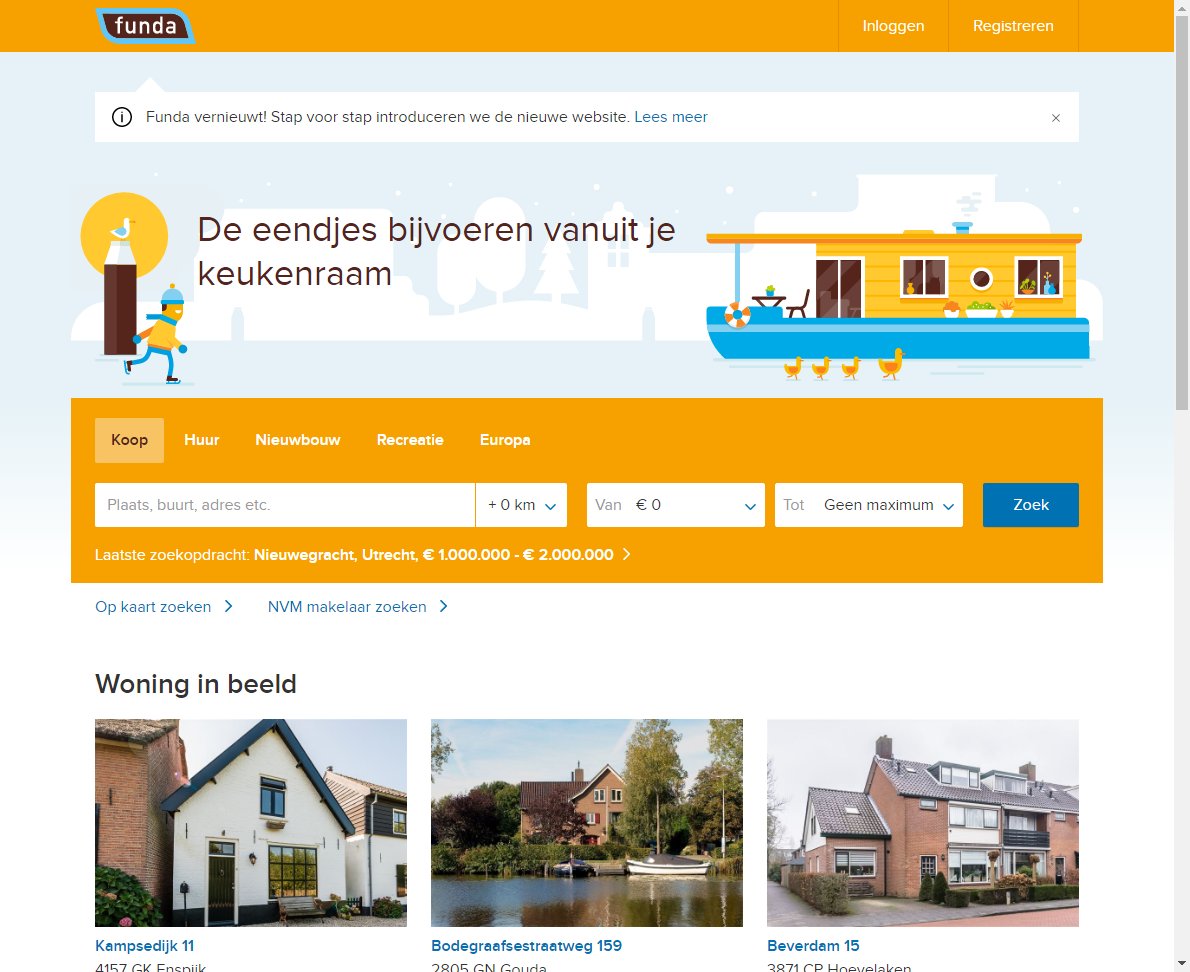 funda
Inloggen
Registreren
Funda vernieuwt! Stap voor stap introduceren we de nieuwe website. Lees meer
De eendjes bijvoeren vanuit je
keukenraam
Koop Huur Nieuwbouw Recreatie Europa
Plaats, buurt, adres etc. + 0 km Van € 0 Tot Geen maximum Zoek
Laatste zoekopdracht: Nieuwegracht, Utrecht, € 1.000.000 - € 2.000.000
Op kaart zoeken NVM makelaar zoeken
Woning in beeld
Kampsedijk 11 Bodegraafsestraatweg 159 Beverdam 15
4157 GK Enspijk 2805 GN Gouda 3871 CP Hoevelaken